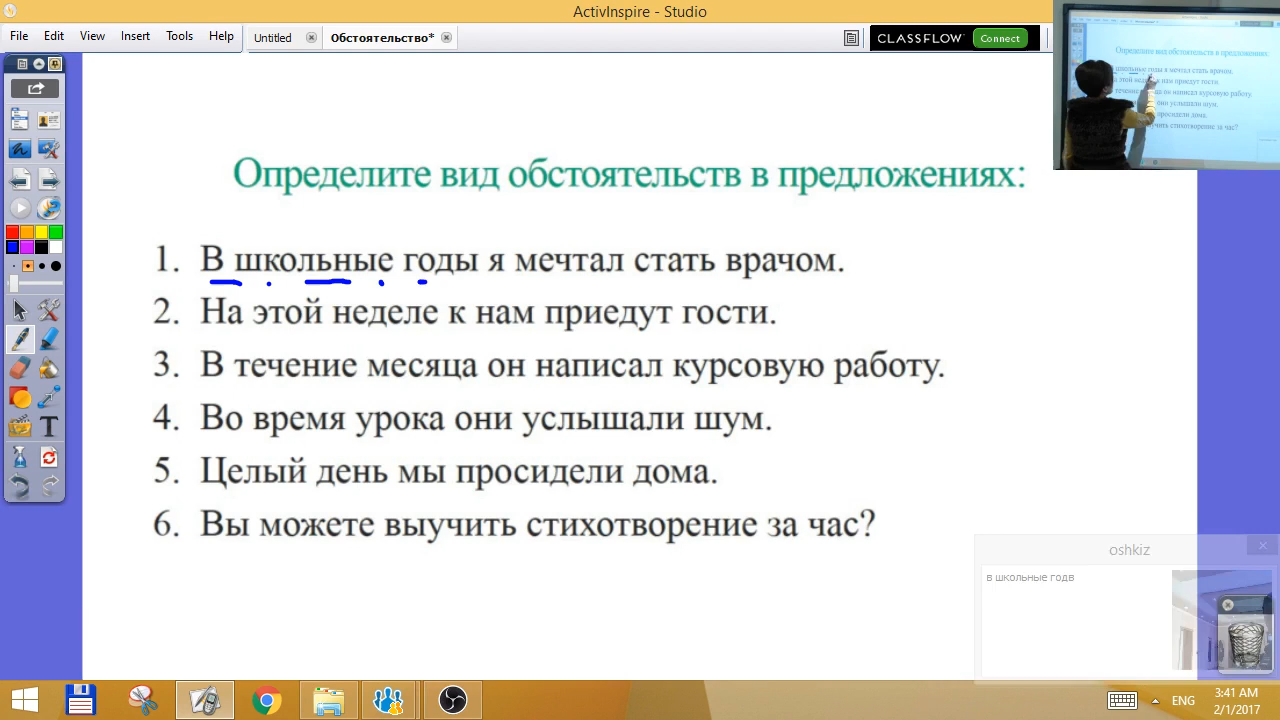 ActivInspire - Studio
File Edit View Insert Tools Help
Untitled
Обстоятельство*
CLASSFLOW Connect
Определите вид обстоятельств в предложениях:
1. В школьные годы я мечтал стать врачом.
2. На этой неделе к нам приедут гости.
3. В течение месяца он написал курсовую работу.
4. Во время урока они услышали шум.
5. Целый день мы просидели дома.
6. Вы можете выучить стихотворение за час?
oshkiz
в школьные годв
ENG
3:41 AM
2/1/2017